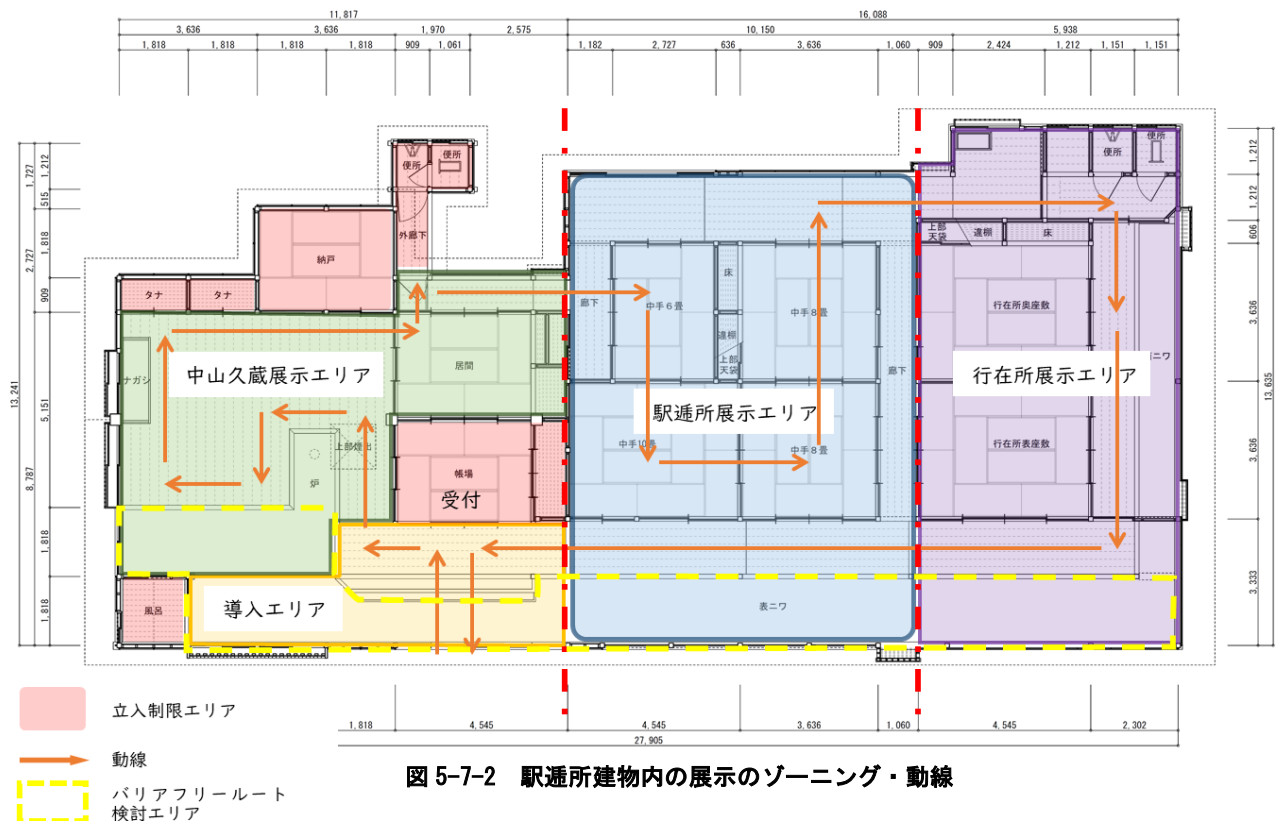 11,817
16,088
3,636
3,636
1,970
2,575
10,150
5,938
1,818
1,818
1,818
1,818
909
1,061
1,182
2,727
636
3,636
1,060
909
2,424
1,212
1,151
1,151
13,241
1,727
2,727
8,787
1,212
515
1,818
909
5,151
1,818
1,818
便所
便所
外廊下
納戸
タナ
タナ
ナガシ
中山久蔵展示エリア
居間
上部煙出
炉
帳場
受付
風呂
導入エリア
廊下
中手6畳
床
違棚
上部
天袋
中手8畳
廊下
駅逓所展示エリア
中手10畳
中手8畳
表ニワ
便所
便所
上部
天袋
違棚
床
行在所奥座敷
ニワ
行在所展示エリア
行在所表座敷
1,212
1,212
606
3,636
3,636
3,333
13,635
1,818
4,545
4,545
3,636
1,060
4,545
2,302
27,905
立入制限エリア
動線
バリアフリールート
検討エリア
図 5-7-2 駅逓所建物内の展示のゾーニング・動線